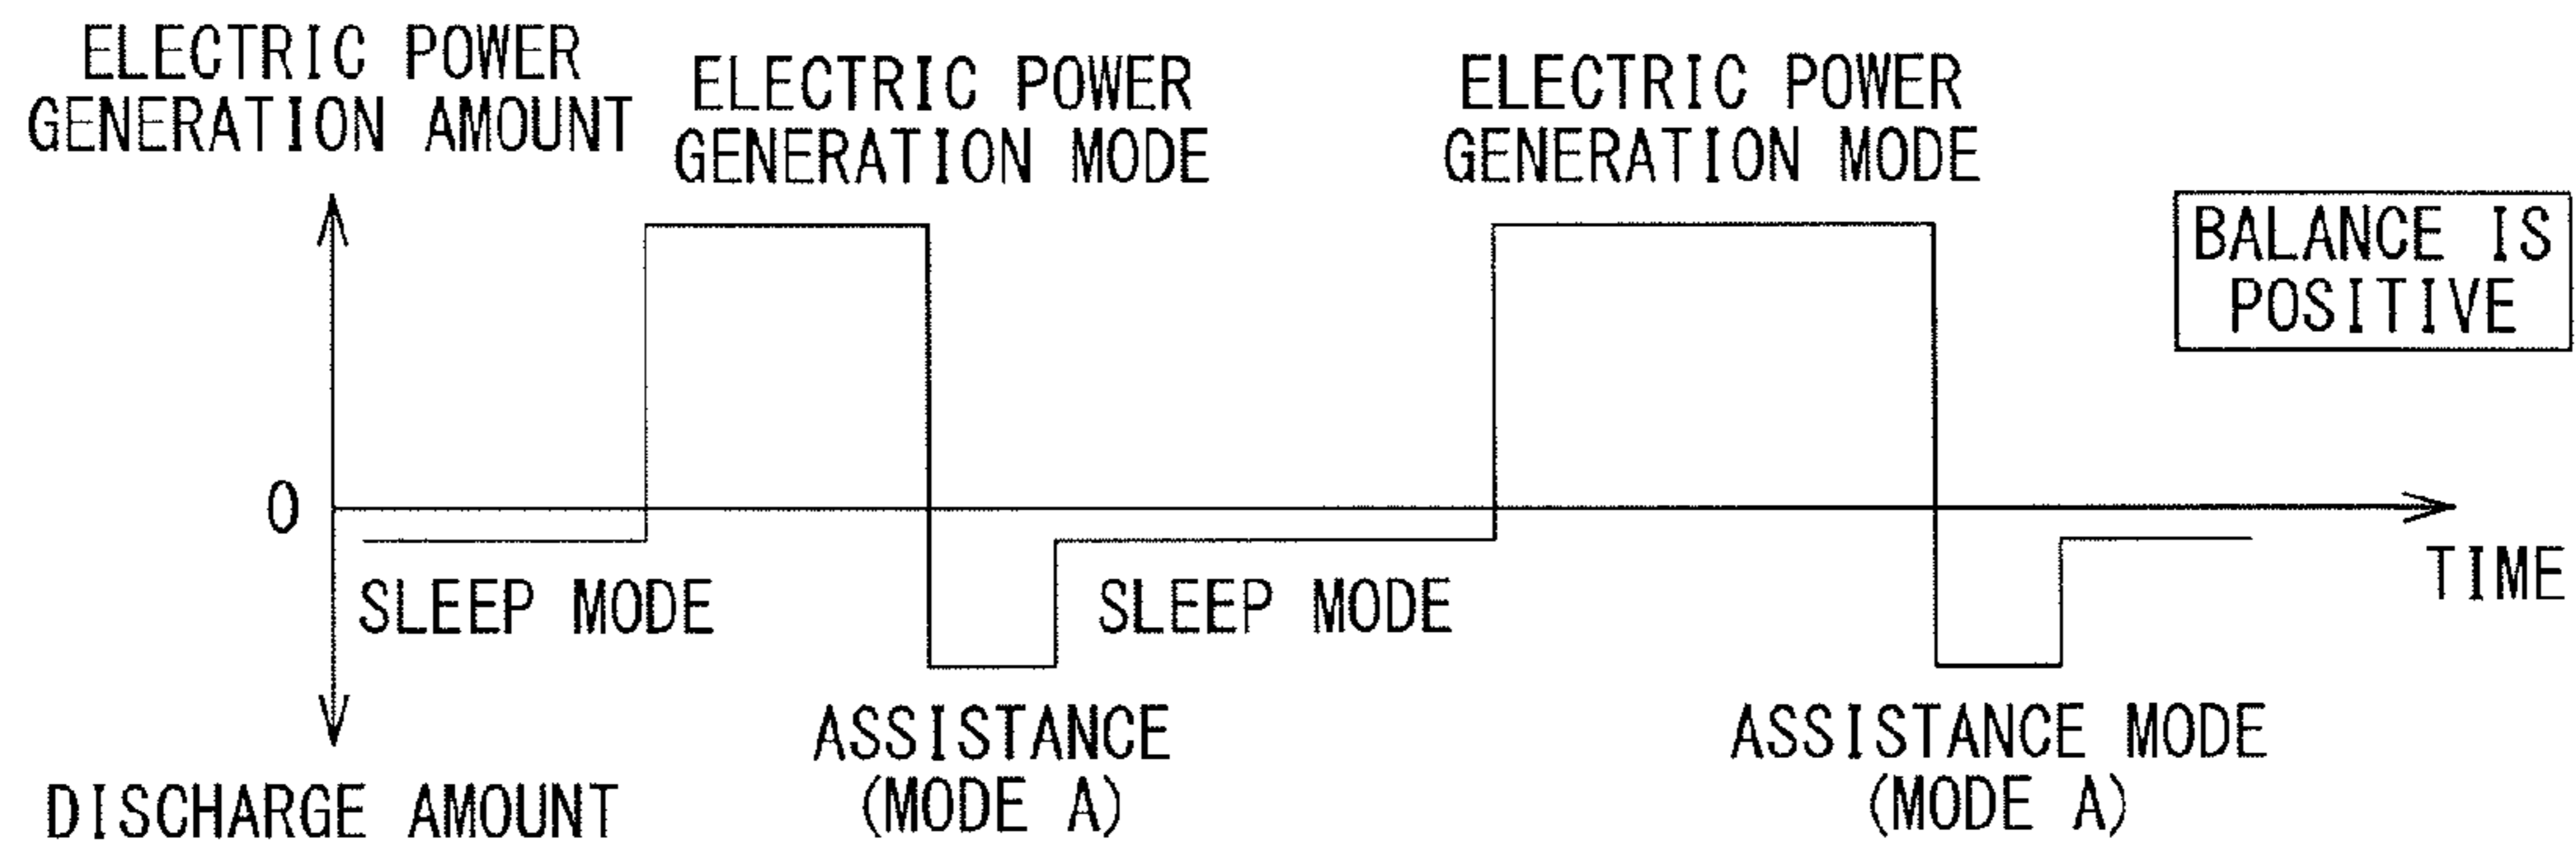 ELECTRIC POWER
GENERATION AMOUNT
ELECTRIC POWER
GENERATION MODE
ELECTRIC POWER
GENERATION MODE
BALANCE IS
POSITIVE
0
SLEEP MODE
SLEEP MODE
TIME
ASSISTANCE
(MODE A)
ASSISTANCE MODE
(MODE A)
DISCHARGE AMOUNT